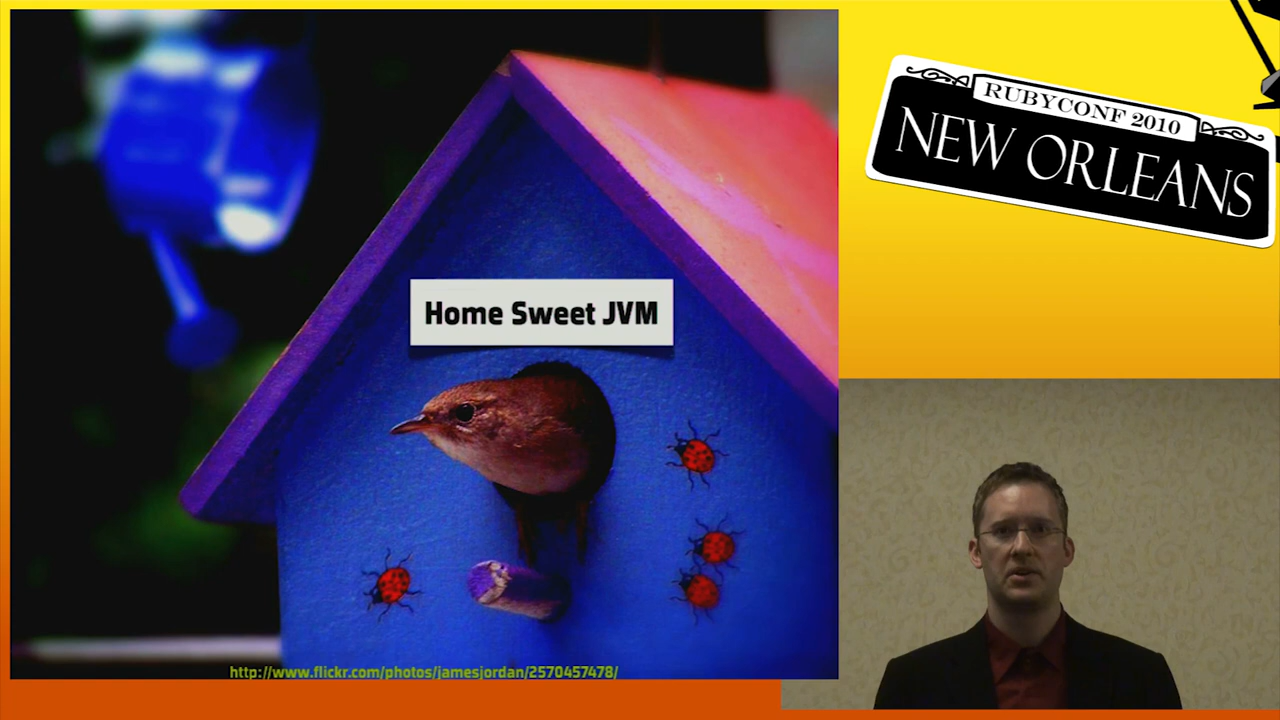 Home Sweet JVM
http://www.flickr.com/photos/jamesjordan/2570457478/
RUBYCONF 2010
NEW ORLEANS